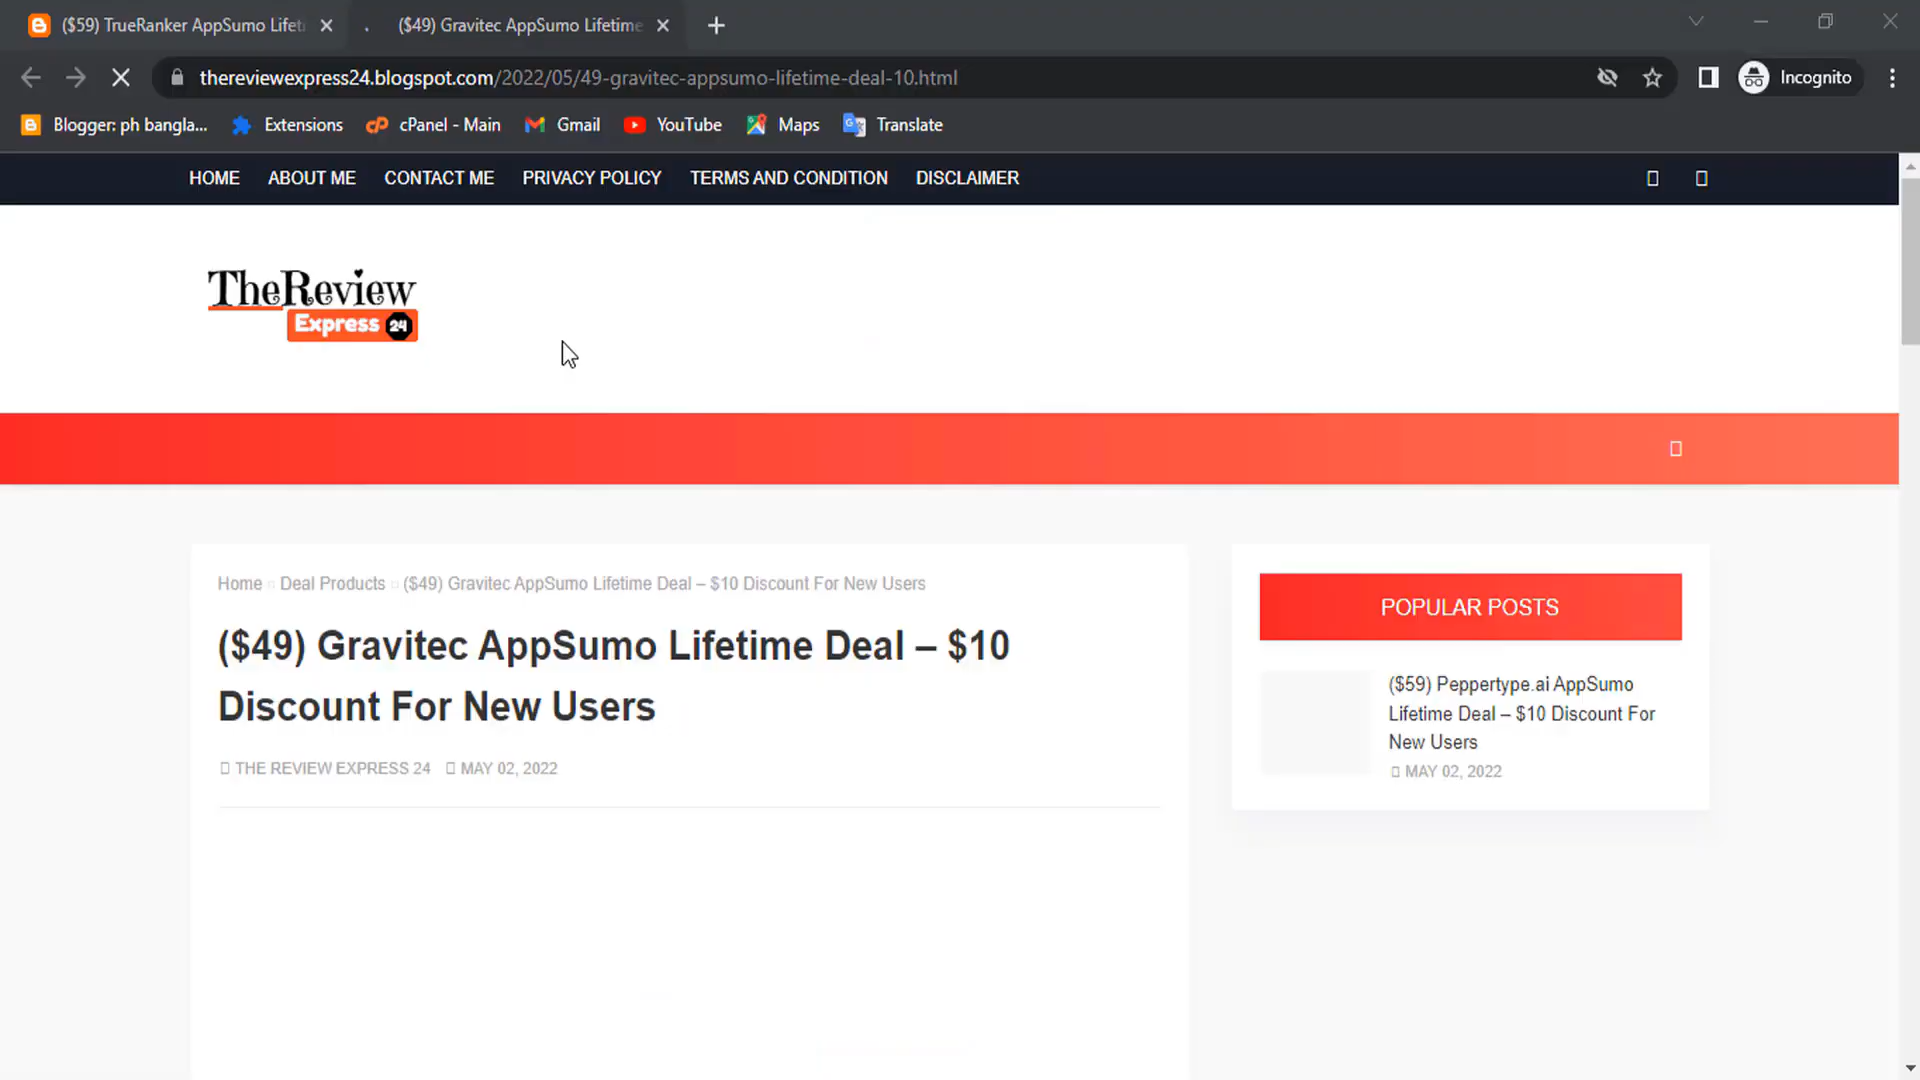 ($59) TrueRanker AppSumo Lifet
($49) Gravitec AppSumo Lifetime
thereviewexpress24.blogspot.com/2022/05/49-gravitec-appsumo-lifetime-deal-10.html
Incognito
Blogger: ph bangla...
Extensions
cPanel - Main
Gmail
YouTube
Maps
Translate
HOME
ABOUT ME
CONTACT ME
PRIVACY POLICY
TERMS AND CONDITION
DISCLAIMER
TheReview
Express 24
Home
Deal Products
($49) Gravitec AppSumo Lifetime Deal – $10 Discount For New Users
($49) Gravitec AppSumo Lifetime Deal – $10
Discount For New Users
THE REVIEW EXPRESS 24
MAY 02, 2022
POPULAR POSTS
($59) Peppertype.ai AppSumo
Lifetime Deal – $10 Discount For
New Users
MAY 02, 2022